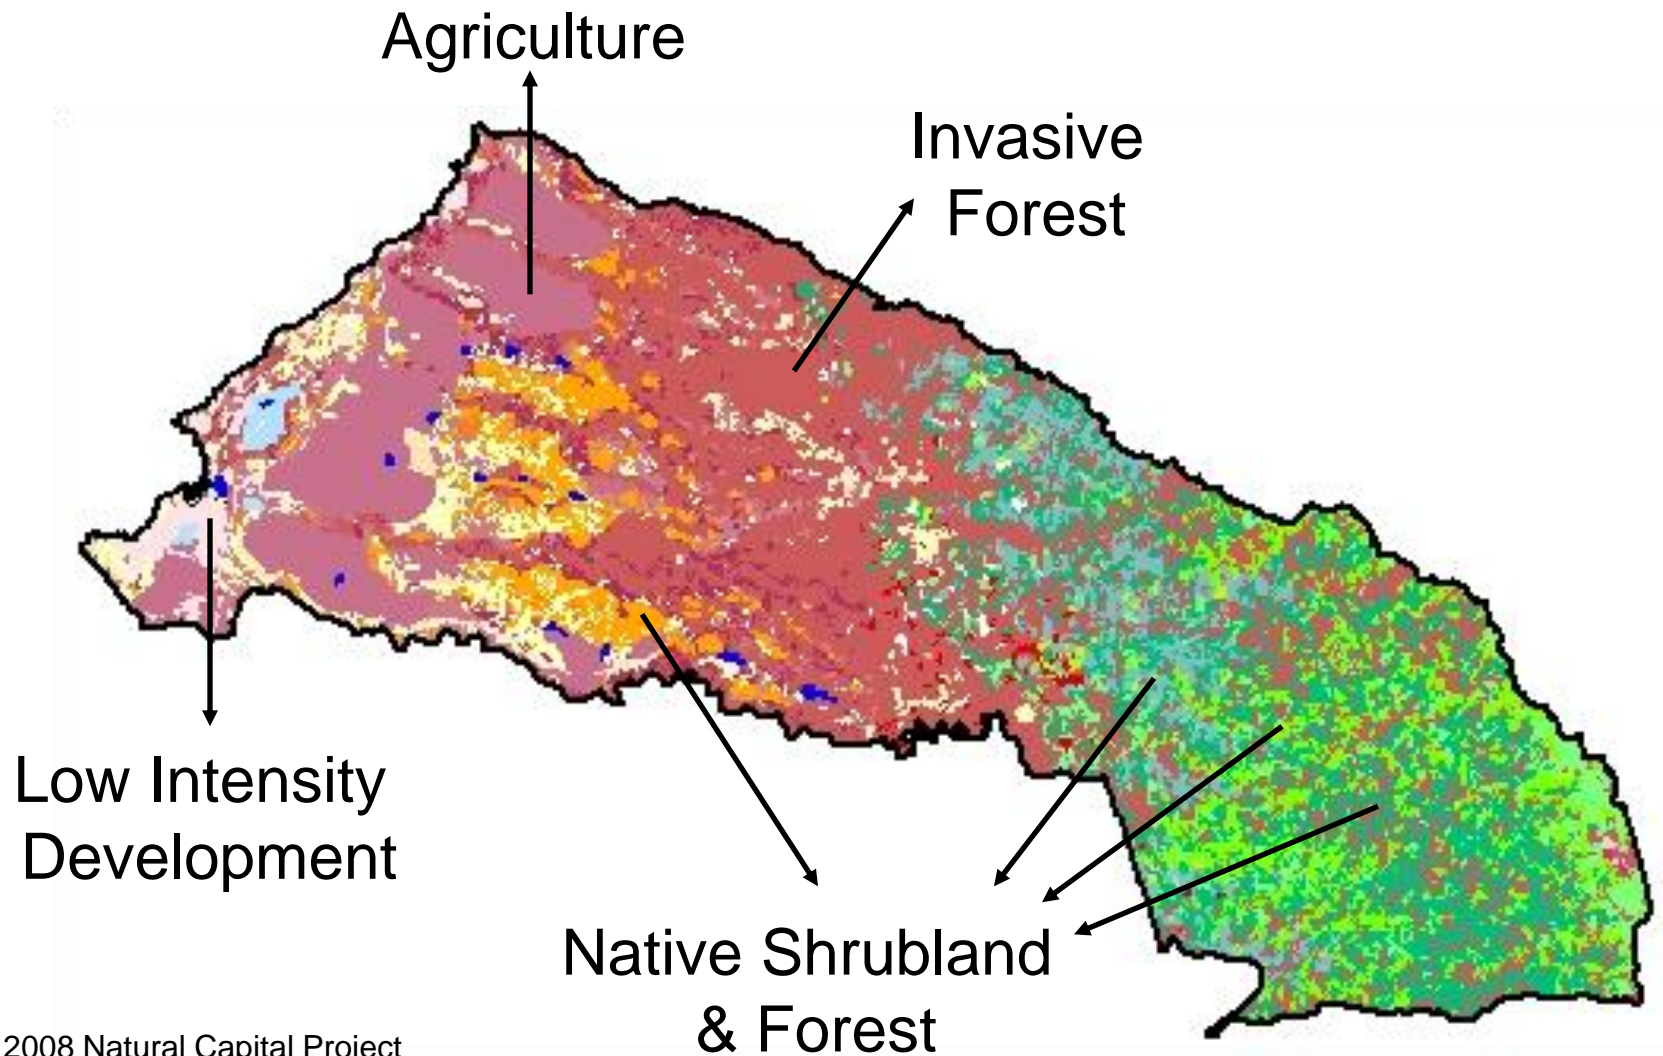 Agriculture
Invasive
Forest
Low Intensity
Development
Native Shrubland
& Forest
2008 Natural Capital Project